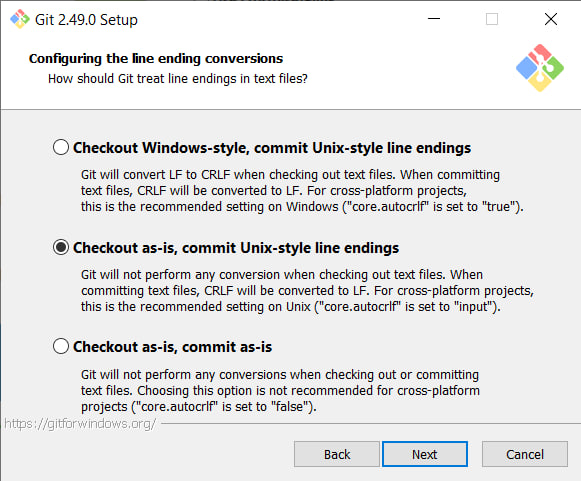 Git 2.49.0 Setup
Configuring the line ending conversions
How should Git treat line endings in text files?
Checkout Windows-style, commit Unix-style line endings
Git will convert LF to CRLF when checking out text files. When committing
text files, CRLF will be converted to LF. For cross-platform projects,
this is the recommended setting on Windows ("core.autocrlf" is set to "true").
Checkout as-is, commit Unix-style line endings
Git will not perform any conversion when checking out text files. When
committing text files, CRLF will be converted to LF. For cross-platform projects,
this is the recommended setting on Unix ("core.autocrlf" is set to "input").
Checkout as-is, commit as-is
Git will not perform any conversions when checking out or committing
text files. Choosing this option is not recommended for cross-platform
projects ("core.autocrlf" is set to "false").
https://gitforwindows.org/
Back Next Cancel